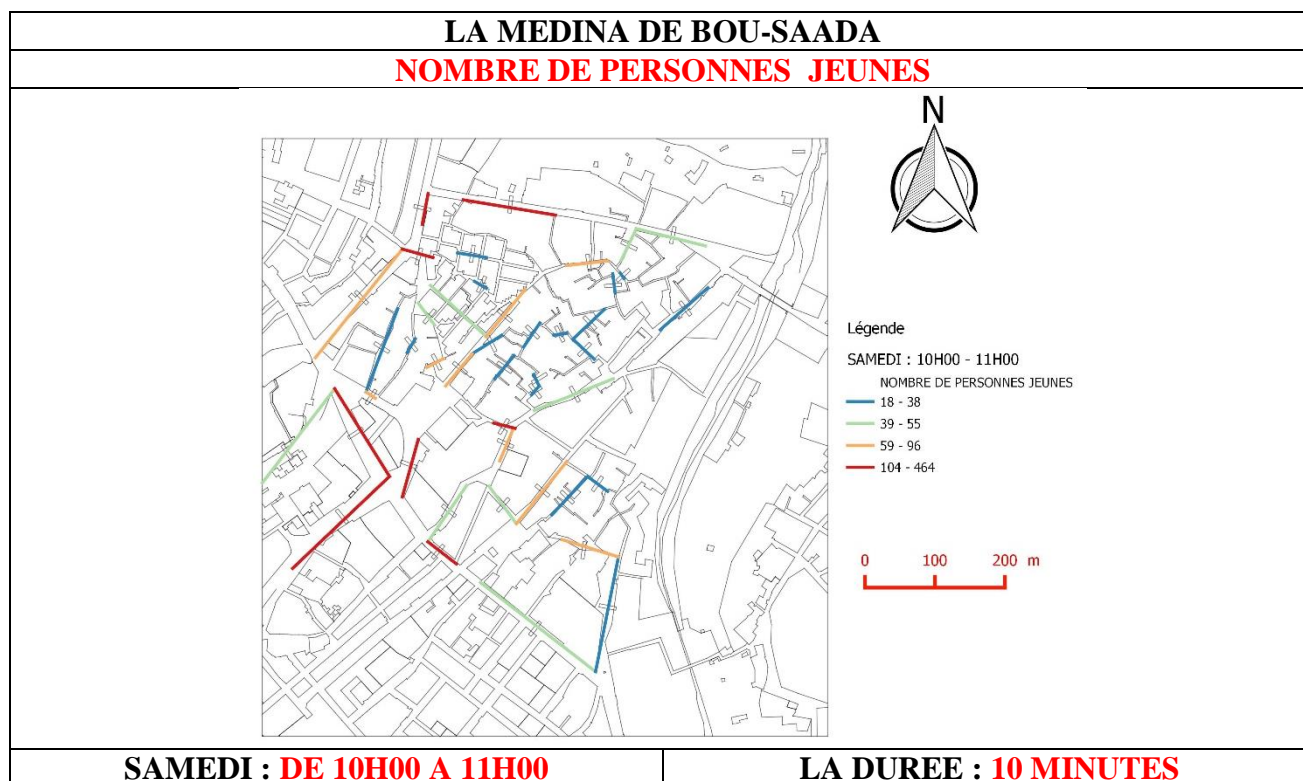 LA MEDINA DE BOU-SAADA
NOMBRE DE PERSONNES JEUNES
N
Légende
SAMEDI : 10H00 - 11H00
NOMBRE DE PERSONNES JEUNES
18 - 38
39 - 55
59 - 96
104 - 464
0 100 200 m
SAMEDI : DE 10H00 A 11H00
LA DUREE : 10 MINUTES